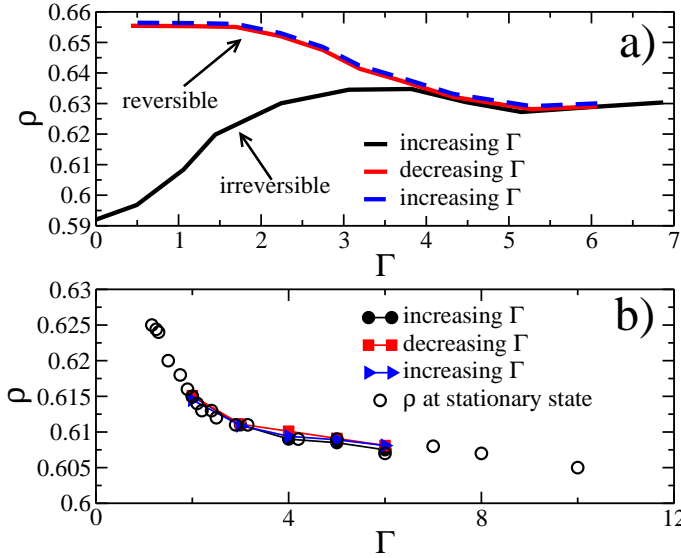 0.66
a)
0.65
0.64
reversible
ρ
0.63
0.62
increasing Γ
decreasing Γ
0.61
irreversible
increasing Γ
0.6
0.59
0 1 2 3 4 5 6 7
Γ
0.63
b)
increasing Γ
0.625
decreasing Γ
0.62
increasing Γ
ρ
ρ at stationary state
0.615
0.61
0.605
0.6
0 4 8 12
Γ